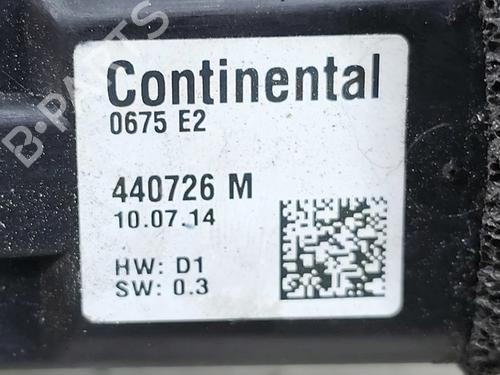 B-PARTS
Continental
0675 E2
440726 M
10.07.14
HW: D1
SW: 0.3